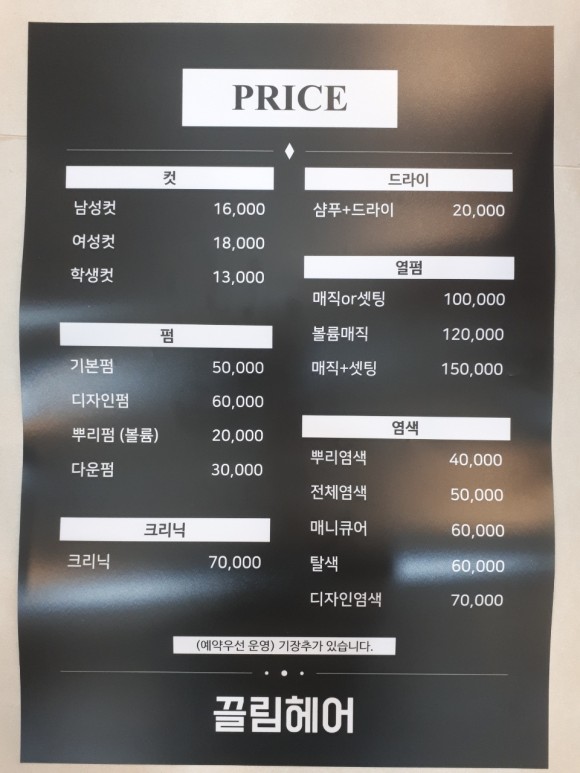 PRICE
컷
남성컷 16,000
여성컷 18,000
학생컷 13,000
펌
기본펌 50,000
디자인펌 60,000
뿌리펌 (볼륨) 20,000
다운펌 30,000
크리닉
크리닉 70,000
드라이
샴푸+드라이 20,000
열펌
매직or셋팅 100,000
볼륨매직 120,000
매직+셋팅 150,000
염색
뿌리염색 40,000
전체염색 50,000
매니큐어 60,000
탈색 60,000
디자인염색 70,000
(예약우선 운영) 기장추가 있습니다.
끌림헤어